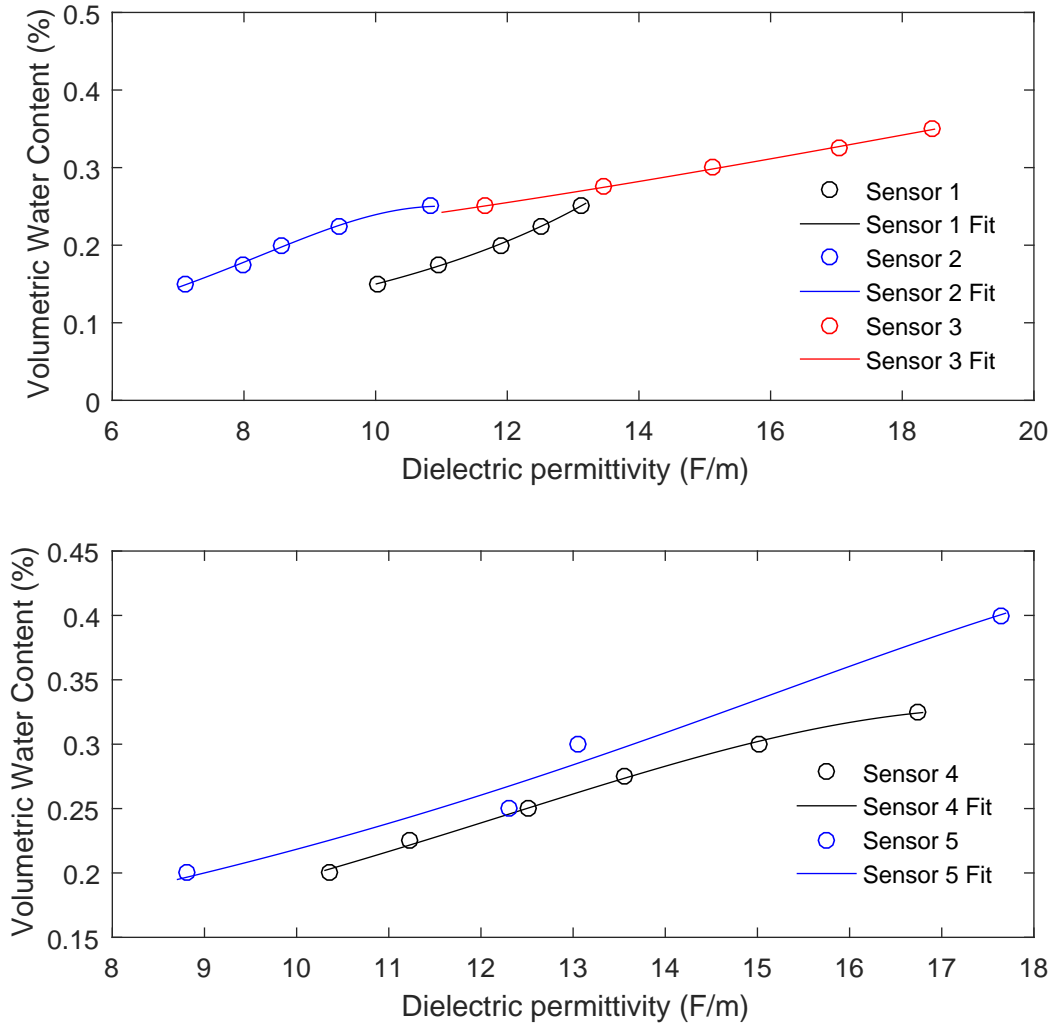 0.5
0.4
0.3
0.2
0.1
0
Volumetric Water Content (%)
6 8 10 12 14 16 18 20
Dielectric permittivity (F/m)
Sensor 1
Sensor 1 Fit
Sensor 2
Sensor 2 Fit
Sensor 3
Sensor 3 Fit
0.45
0.4
0.35
0.3
0.25
0.2
0.15
Volumetric Water Content (%)
8 9 10 11 12 13 14 15 16 17 18
Dielectric permittivity (F/m)
Sensor 4
Sensor 4 Fit
Sensor 5
Sensor 5 Fit